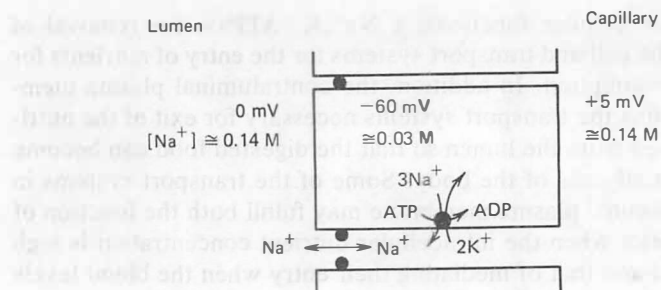 Lumen
Capillary
0 mV
−60 mV
+5 mV
[Na⁺] ≅ 0.14 M
≅0.03 M
≅0.14 M
3Na⁺
ATP
ADP
Na⁺
Na⁺
2K⁺